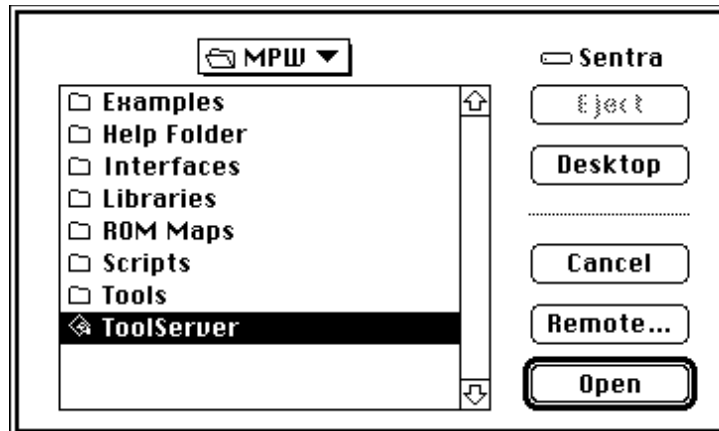 MPW
Sentra
Examples
Help Folder
Interfaces
Libraries
ROM Maps
Scripts
Tools
ToolServer
Eject
Desktop
Cancel
Remote...
Open